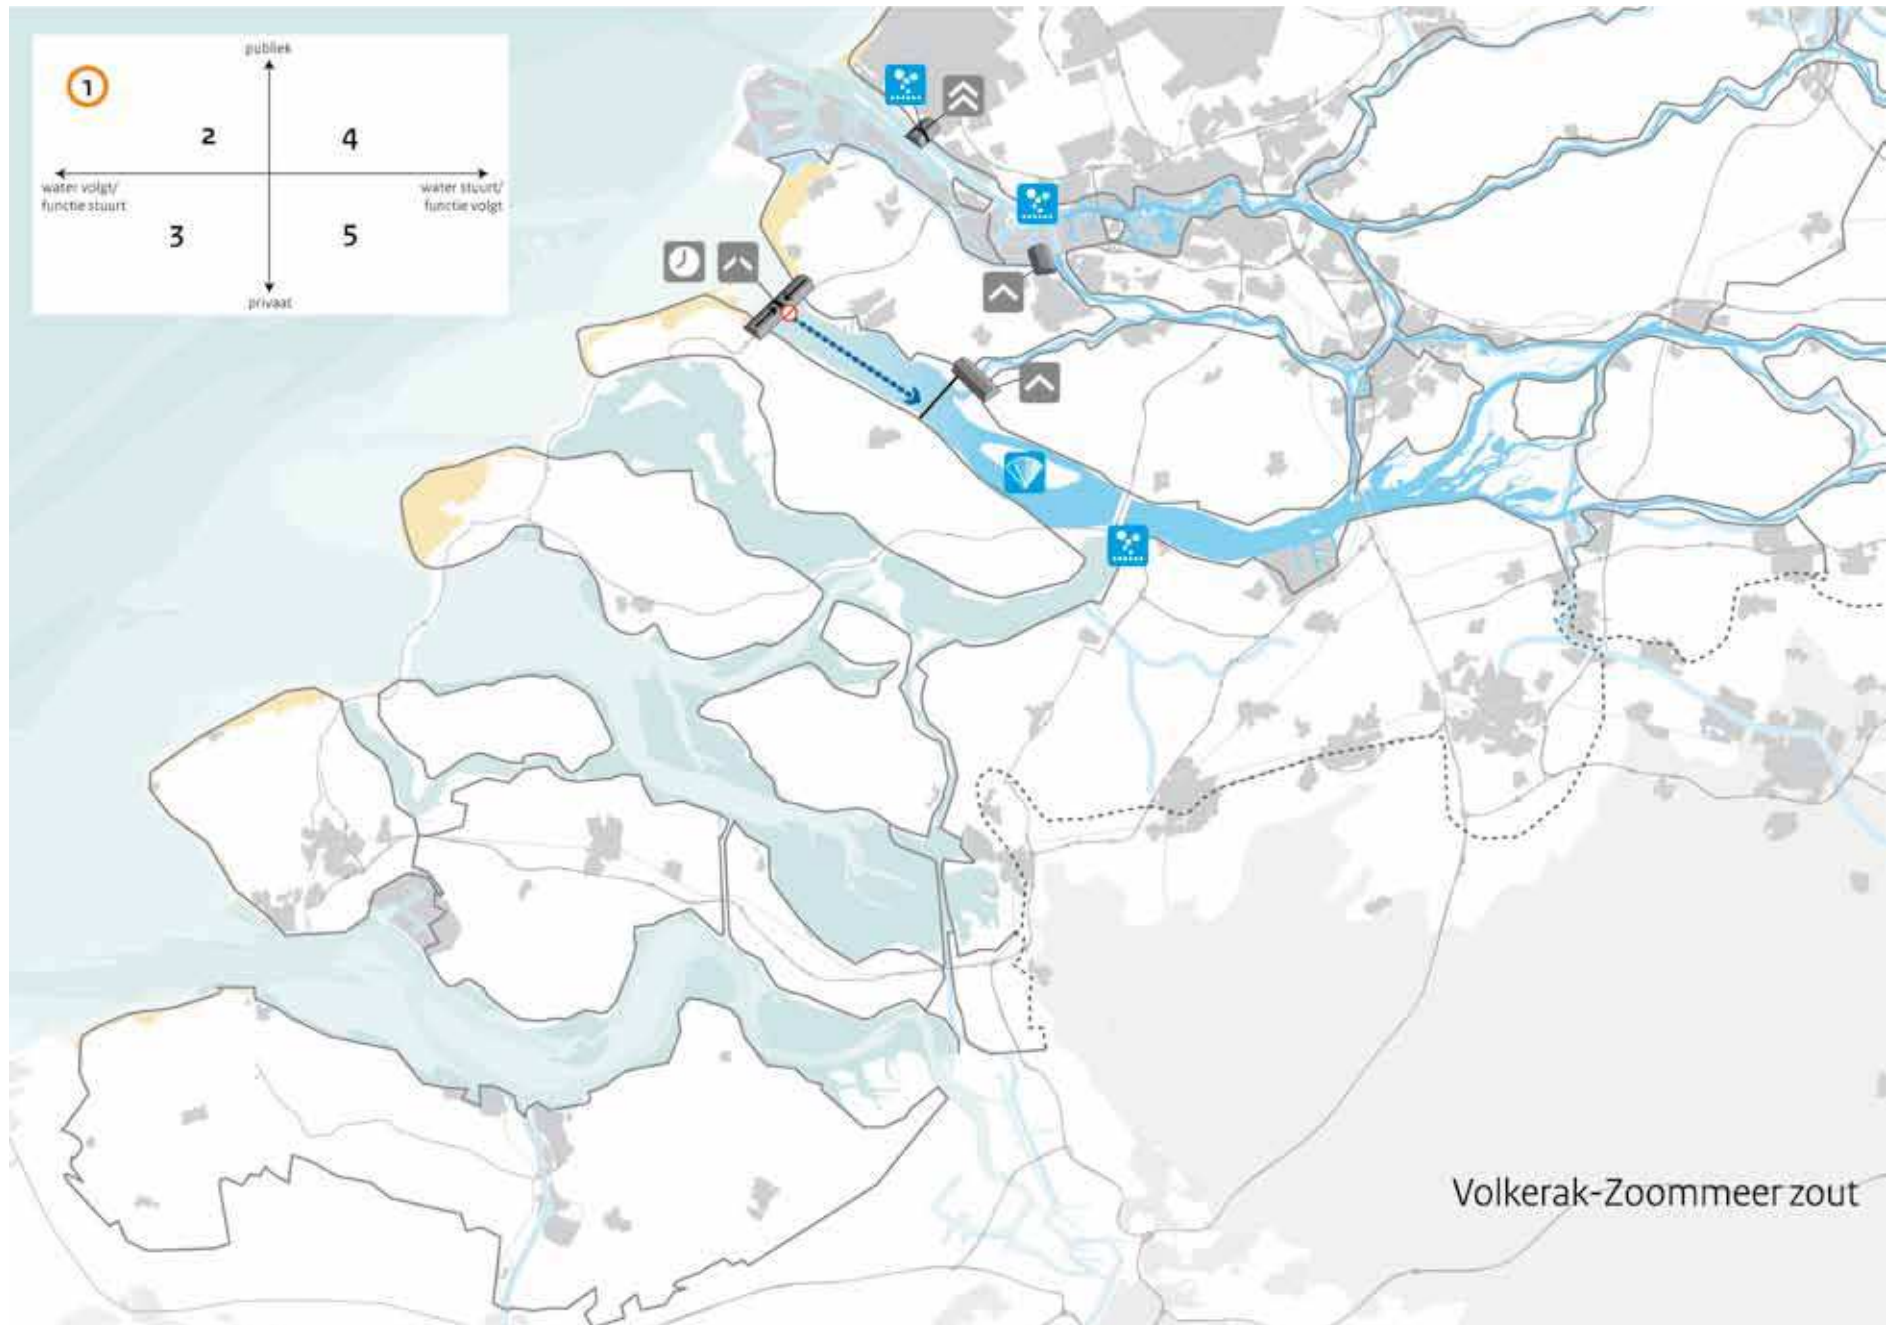 publiek
1
2
4
water volgt/
functie stuurt
water stuurt/
functie volgt
3
5
privaat
Volkerak-Zoommeer zout